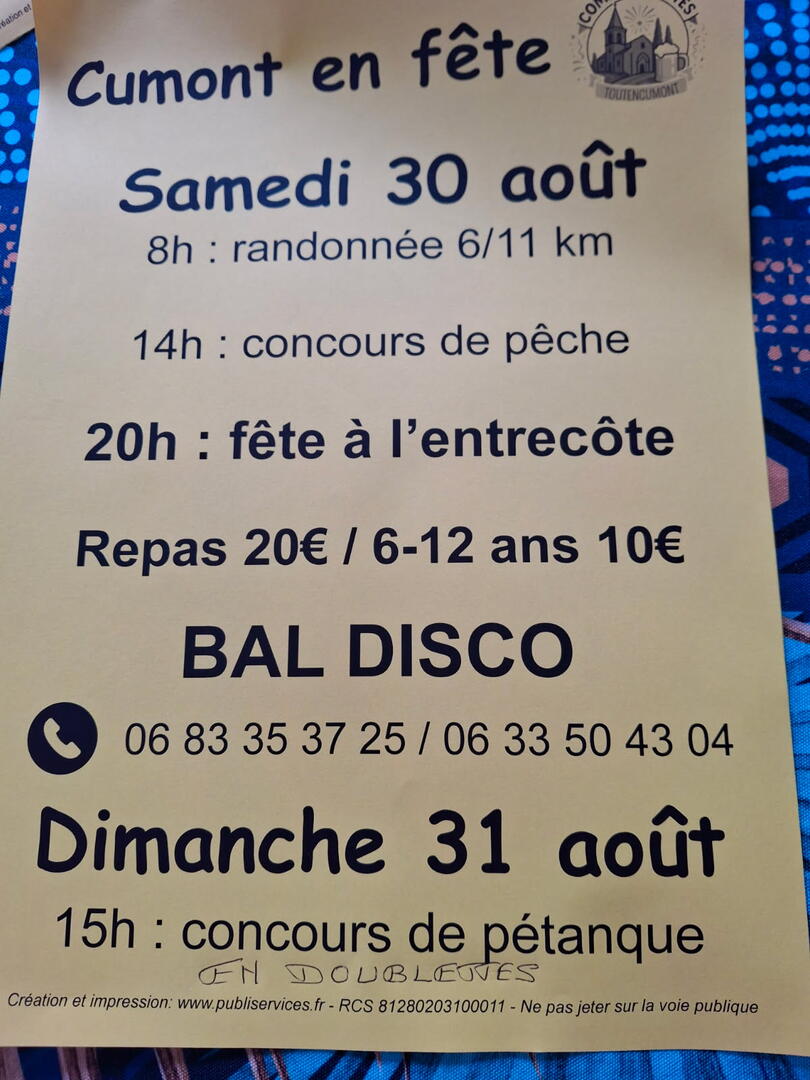 Cumont en fête
TOUTENCUMONT
Samedi 30 août
8h : randonnée 6/11 km
14h : concours de pêche
20h : fête à l'entrecôte
Repas 20€ / 6-12 ans 10€
BAL DISCO
06 83 35 37 25 / 06 33 50 43 04
Dimanche 31 août
15h : concours de pétanque
EN DOUBLETTES
Création et impression: www.publiservices.fr - RCS 81280203100011 - Ne pas jeter sur la voie publique